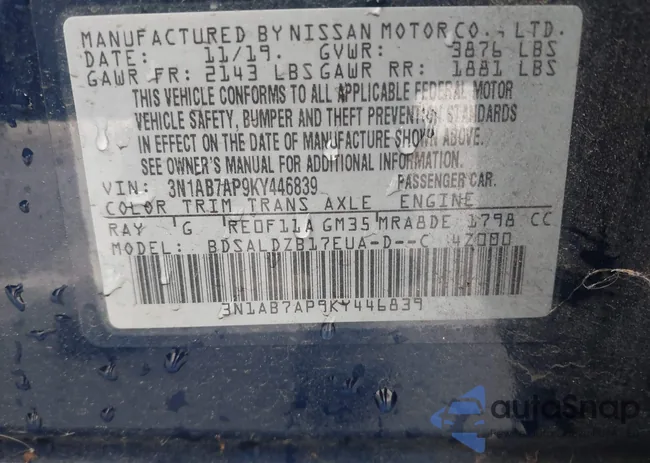 MANUFACTURED BY NISSAN MOTOR CO., LTD.
DATE: 11/19. GVWR: 3876 LBS
GAWR FR: 2143 LBS GAWR RR: 1881 LBS
THIS VEHICLE CONFORMS TO ALL APPLICABLE FEDERAL MOTOR
VEHICLE SAFETY, BUMPER AND THEFT PREVENTION STANDARDS
IN EFFECT ON THE DATE OF MANUFACTURE SHOWN ABOVE.
SEE OWNER'S MANUAL FOR ADDITIONAL INFORMATION.
VIN: 3N1AB7AP9KY446839 PASSENGER CAR.
COLOR TRIM TRANS AXLE ENGINE
RAY G RE0F11A GM35 MRA8DE 1798 CC
MODEL: BDSALDZB17EUA-D--C 4Z000
3N1AB7AP9KY446839
autoSnap